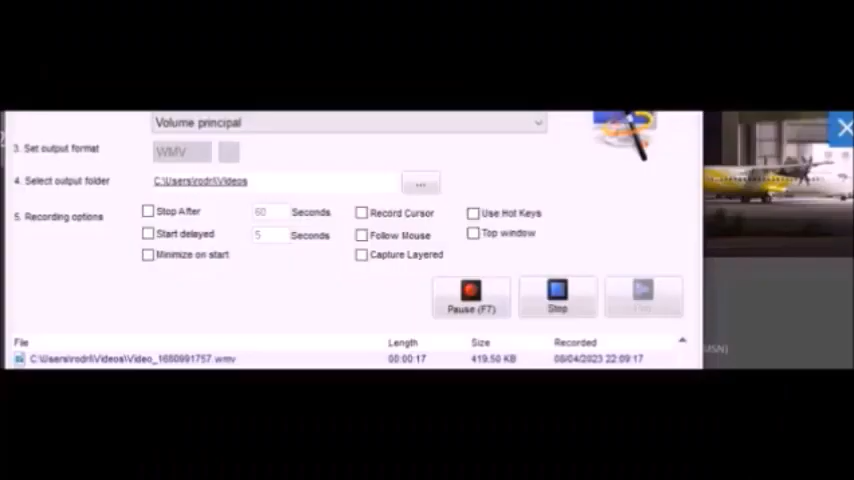 Volume principal
3. Set output format WMV
4. Select output folder C:\Users\rodri\Videos ...
5. Recording options Stop After 60 Seconds Record Cursor Use Hot Keys
Start delayed 5 Seconds Follow Mouse Top window
Minimize on start Capture Layered
Pause (F7) Stop
File Length Size Recorded
C:\Users\rodri\Videos\Video_1680991757.wmv 00:00:17 419.50 KB 08/04/2023 22:09:17
MSN)